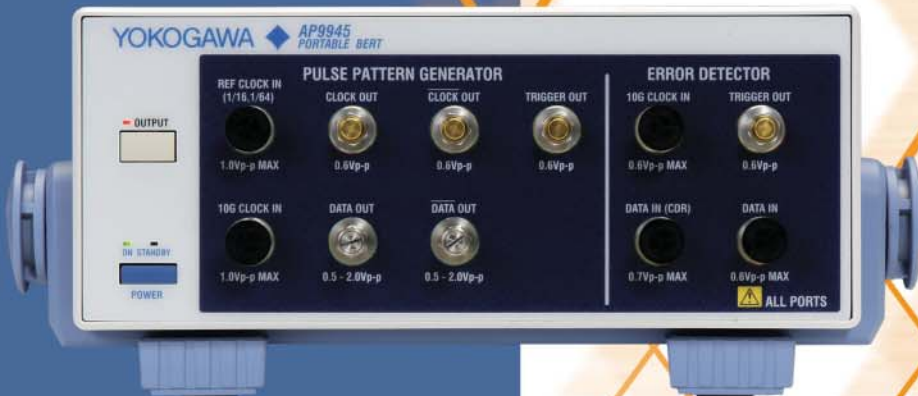 YOKOGAWA AP9945
PORTABLE BERT
PULSE PATTERN GENERATOR
REF CLOCK IN
(1/16,1/64)
CLOCK OUT
CLOCK OUT
TRIGGER OUT
1.0Vp-p MAX
0.6Vp-p
0.6Vp-p
0.6Vp-p
10G CLOCK IN
DATA OUT
DATA OUT
1.0Vp-p MAX
0.5 - 2.0Vp-p
0.5 - 2.0Vp-p
ERROR DETECTOR
10G CLOCK IN
TRIGGER OUT
0.6Vp-p MAX
0.6Vp-p
DATA IN (CDR)
DATA IN
0.7Vp-p MAX
0.6Vp-p MAX
ALL PORTS
OUTPUT
ON STANDBY
POWER